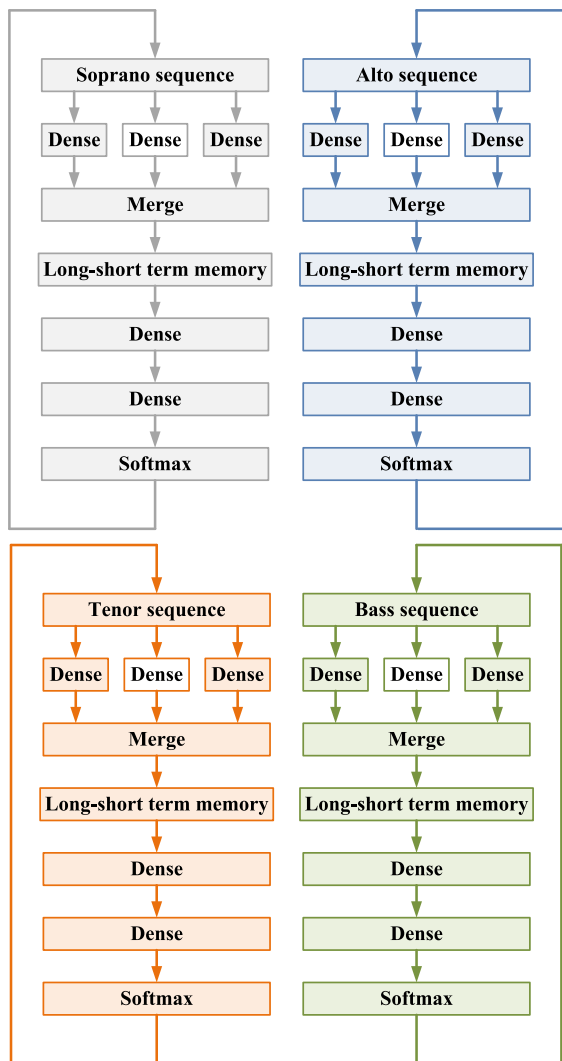 Soprano sequence
Dense Dense Dense
Merge
Long-short term memory
Dense
Dense
Softmax
Alto sequence
Dense Dense Dense
Merge
Long-short term memory
Dense
Dense
Softmax
Tenor sequence
Dense Dense Dense
Merge
Long-short term memory
Dense
Dense
Softmax
Bass sequence
Dense Dense Dense
Merge
Long-short term memory
Dense
Dense
Softmax